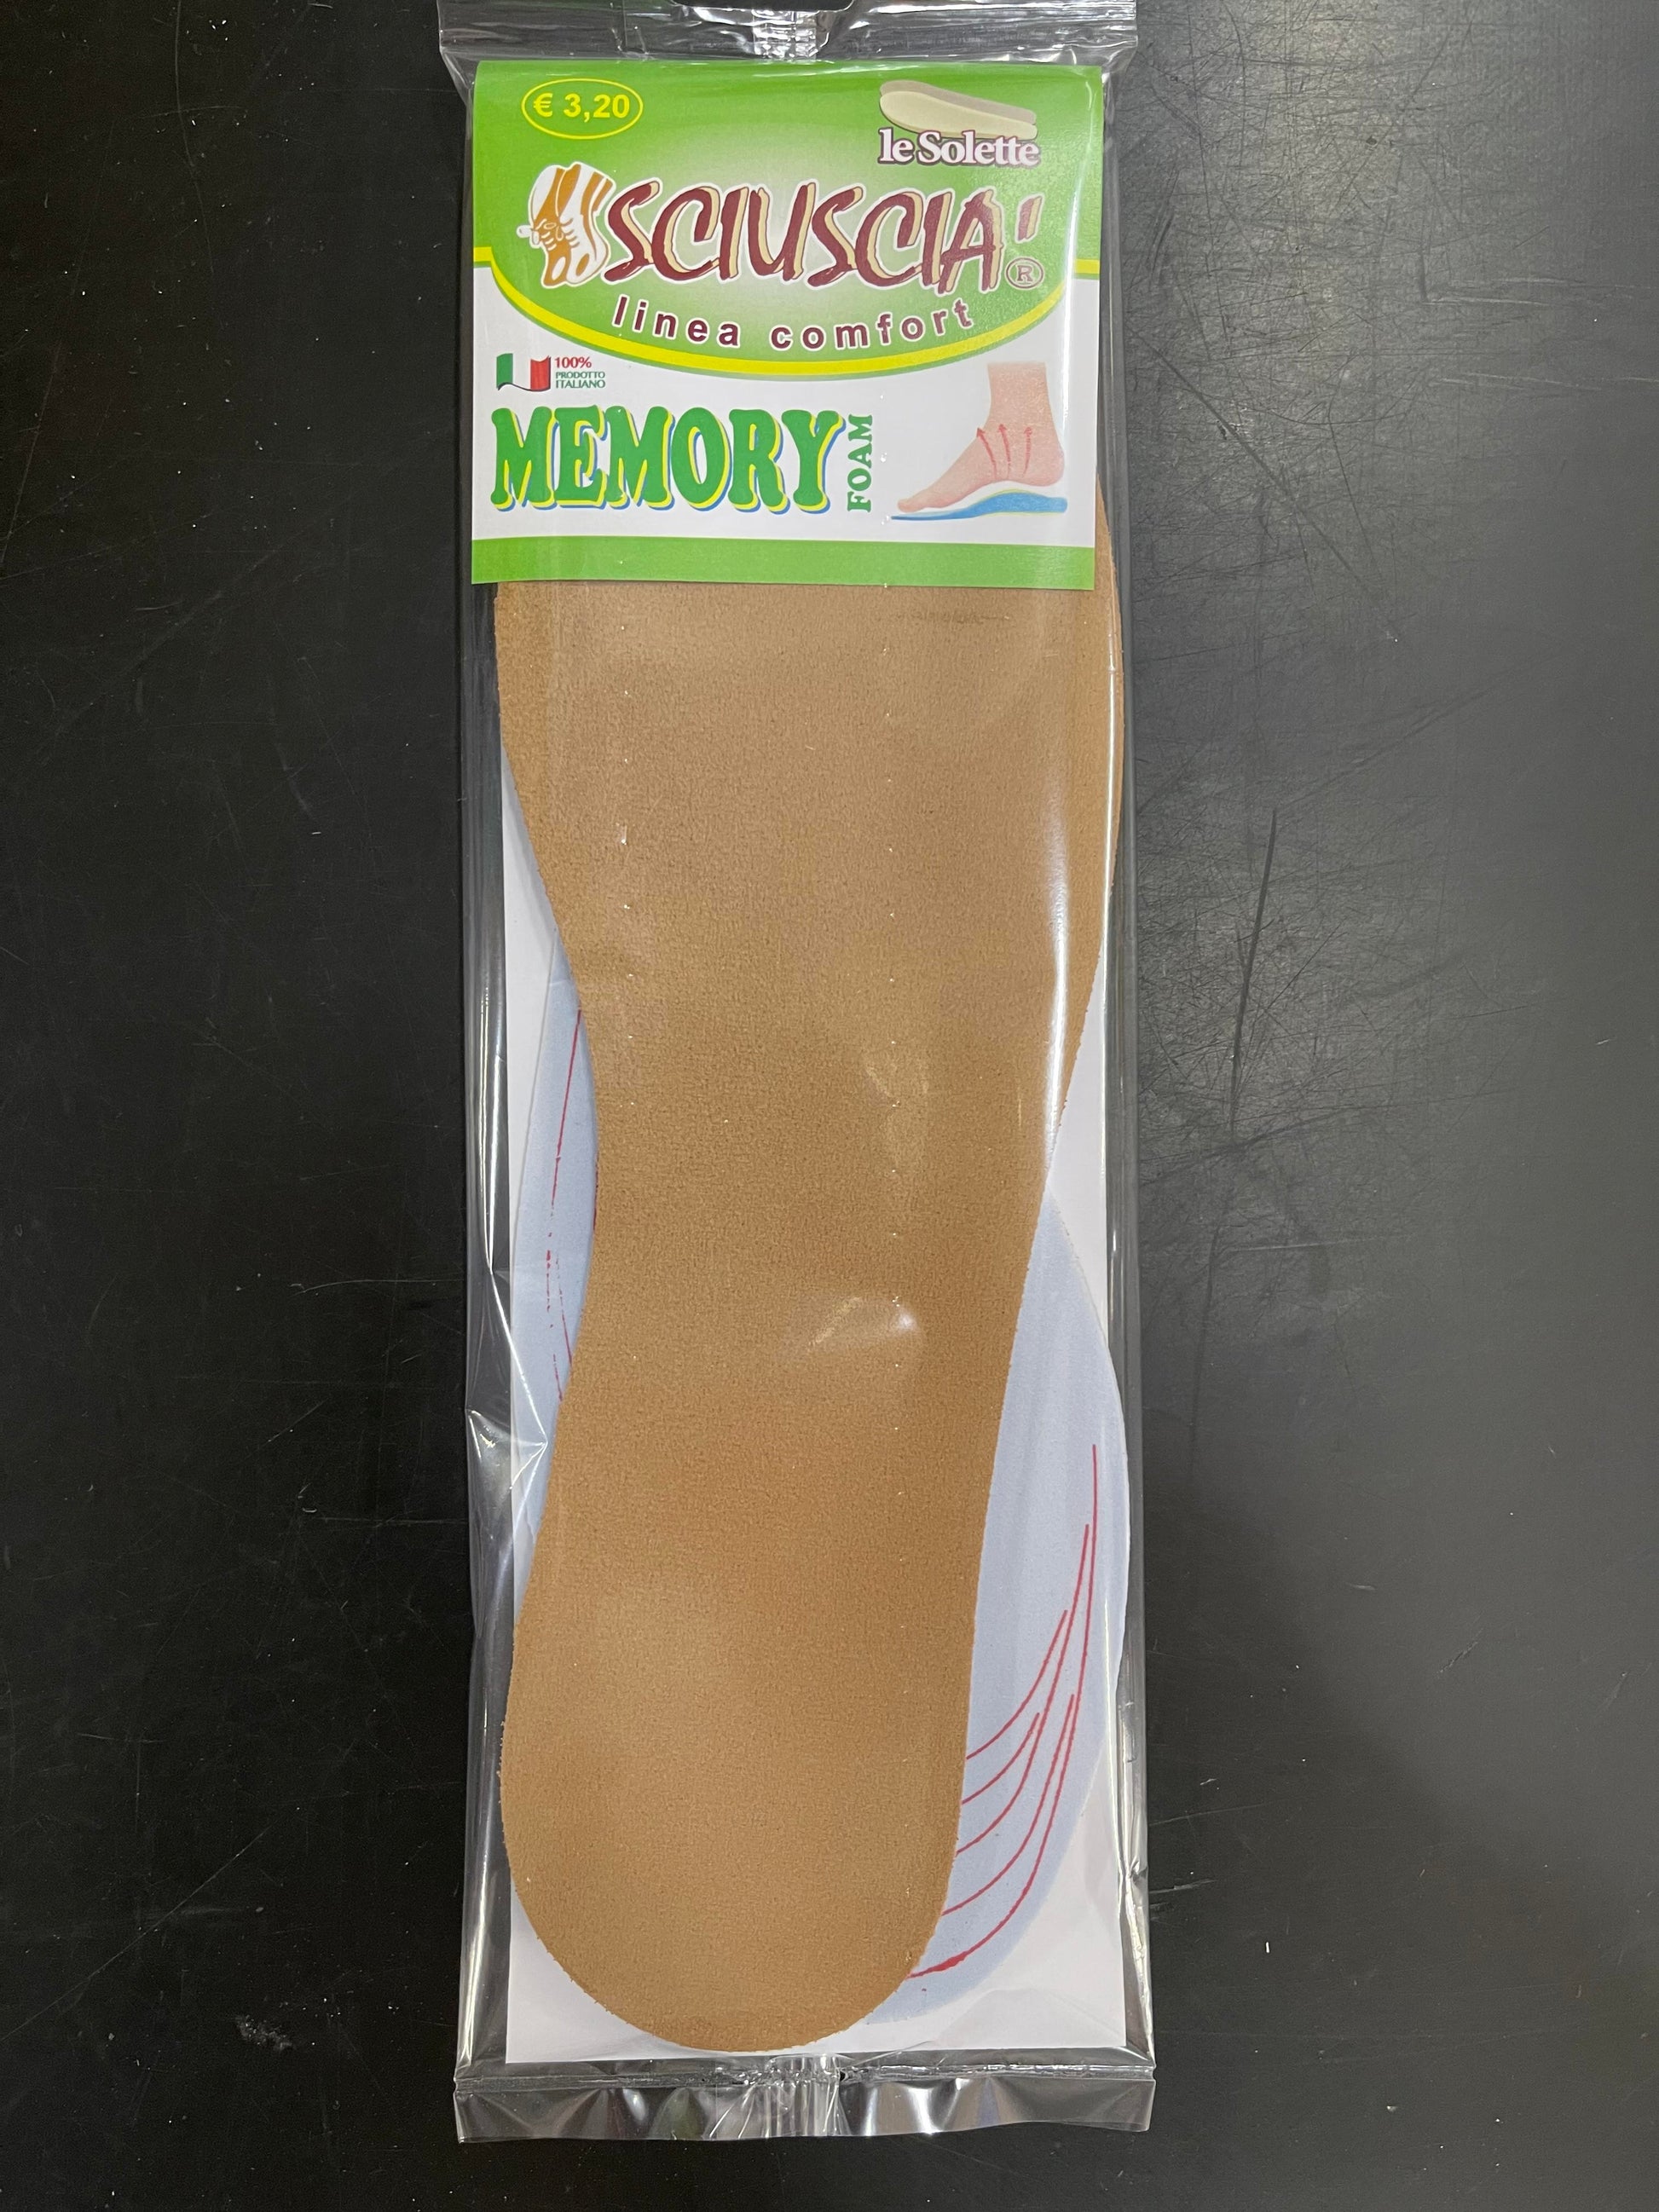 € 3,20
le Solette
SCIUSCIA'
®
linea comfort
100%
PRODOTTO
ITALIANO
MEMORY
FOAM